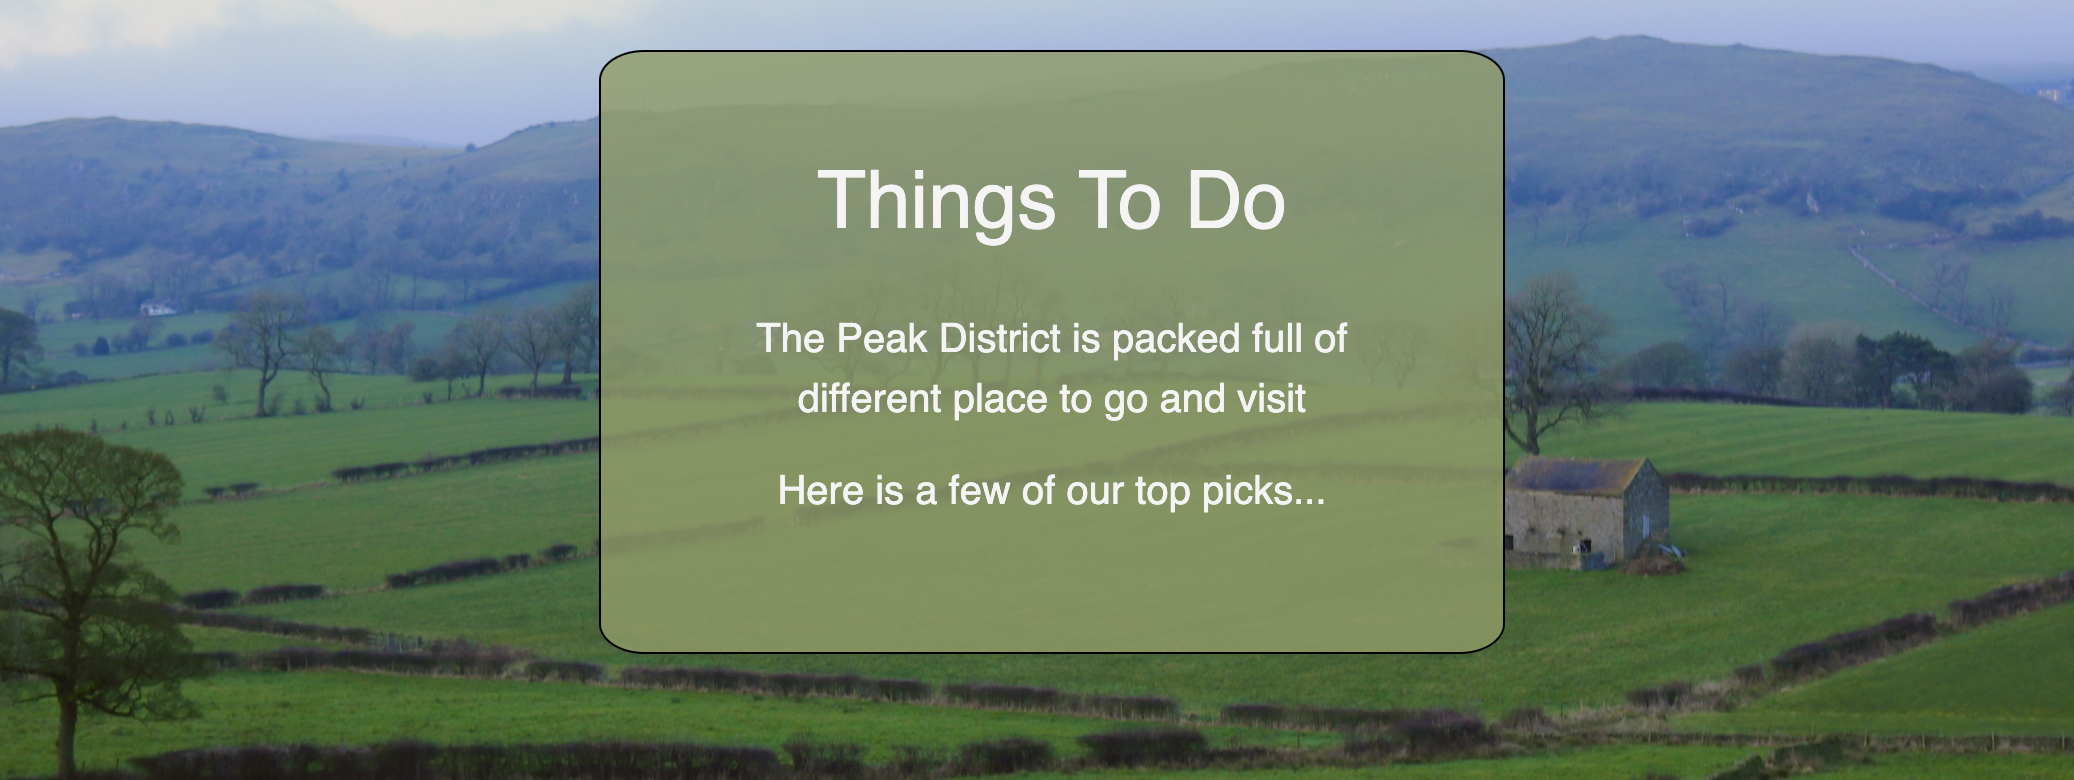 Things To Do
The Peak District is packed full of
different place to go and visit
Here is a few of our top picks...